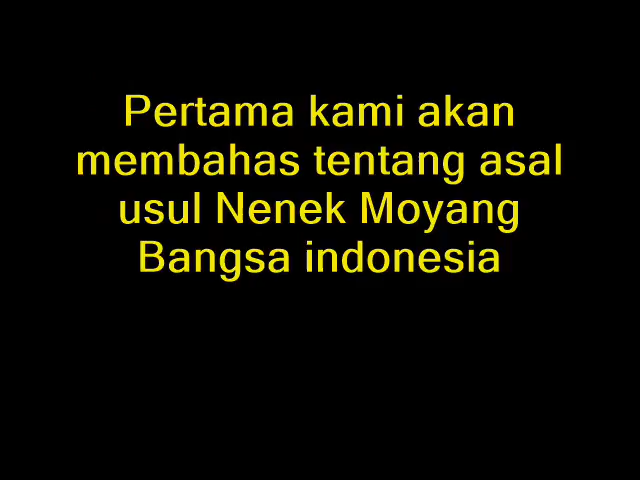 Pertama kami akan
membahas tentang asal
usul Nenek Moyang
Bangsa indonesia